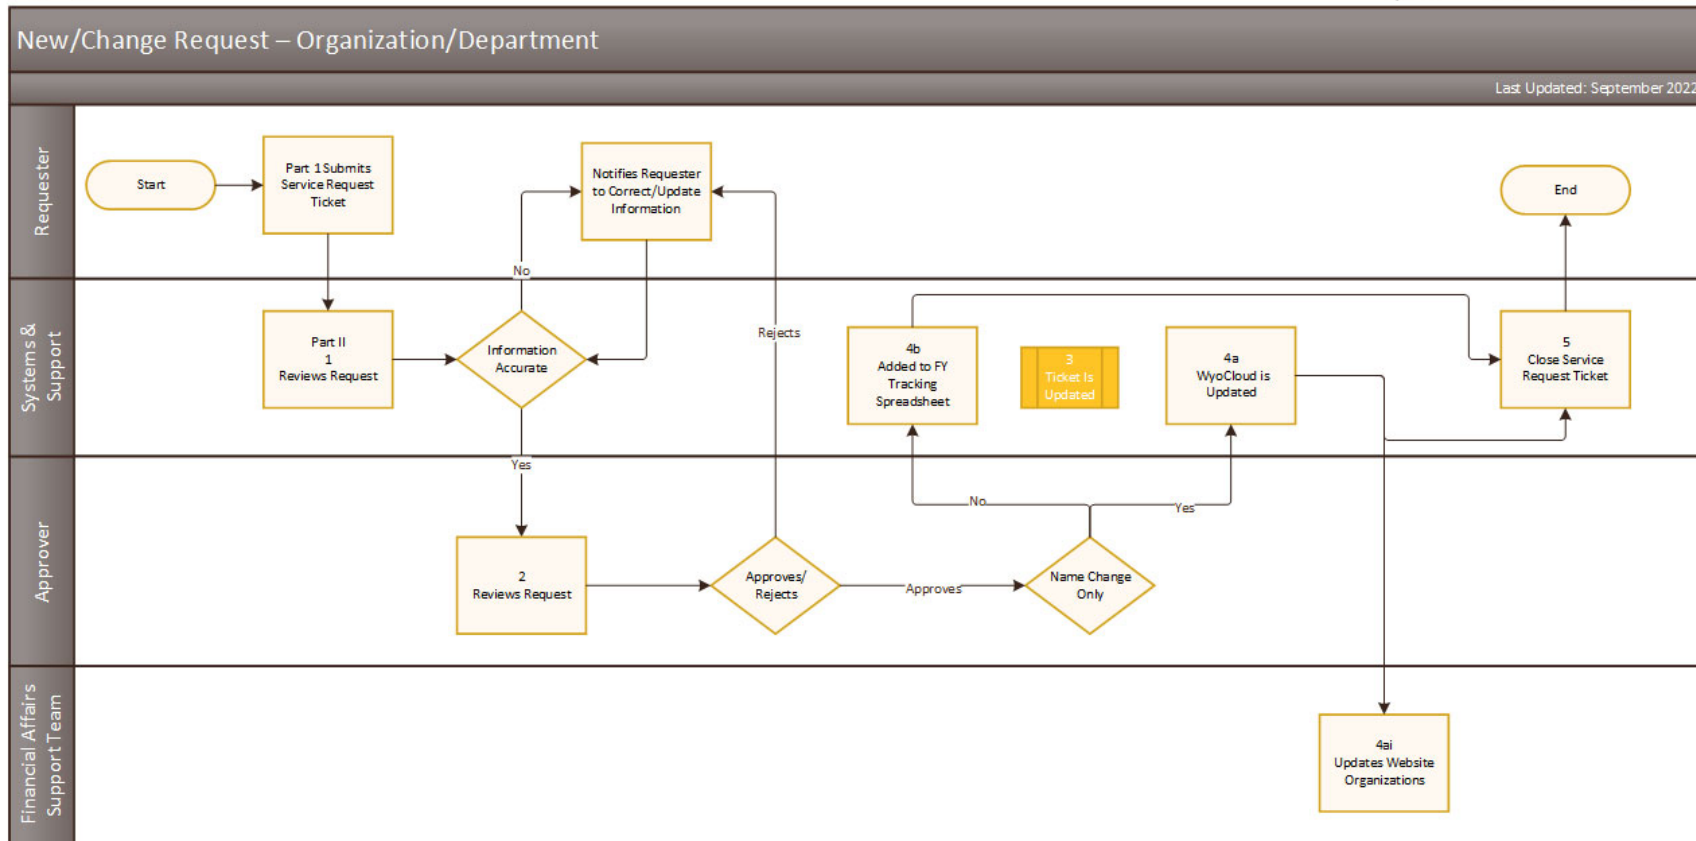 New/Change Request – Organization/Department
Last Updated: September 2022
Requester
Start
Part 1 Submits
Service Request
Ticket
Notifies Requester
to Correct/Update
Information
End
No
Systems &
Support
Part II
1
Reviews Request
Information
Accurate
Rejects
4b
Added to FY
Tracking
Spreadsheet
3
Ticket Is
Updated
4a
WyoCloud is
Updated
5
Close Service
Request Ticket
Yes
Approver
No
Yes
2
Reviews Request
Approves/
Rejects
Approves
Name Change
Only
Financial Affairs
Support Team
4ai
Updates Website
Organizations